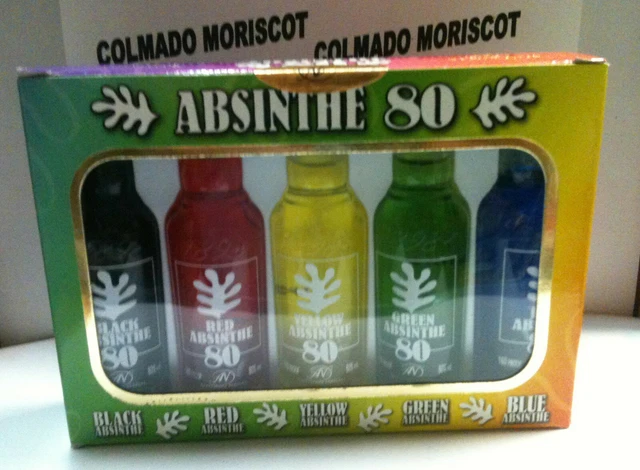 COLMADO MORISCOT
COLMADO MORISCOT
ABSINTHE 80
BLACK
ABSINTHE
80
RED
ABSINTHE
80
YELLOW
ABSINTHE
80
GREEN
ABSINTHE
80
AB
BLACK
ABSINTHE
RED
ABSINTHE
YELLOW
ABSINTHE
GREEN
ABSINTHE
BLUE
ABSINTHE